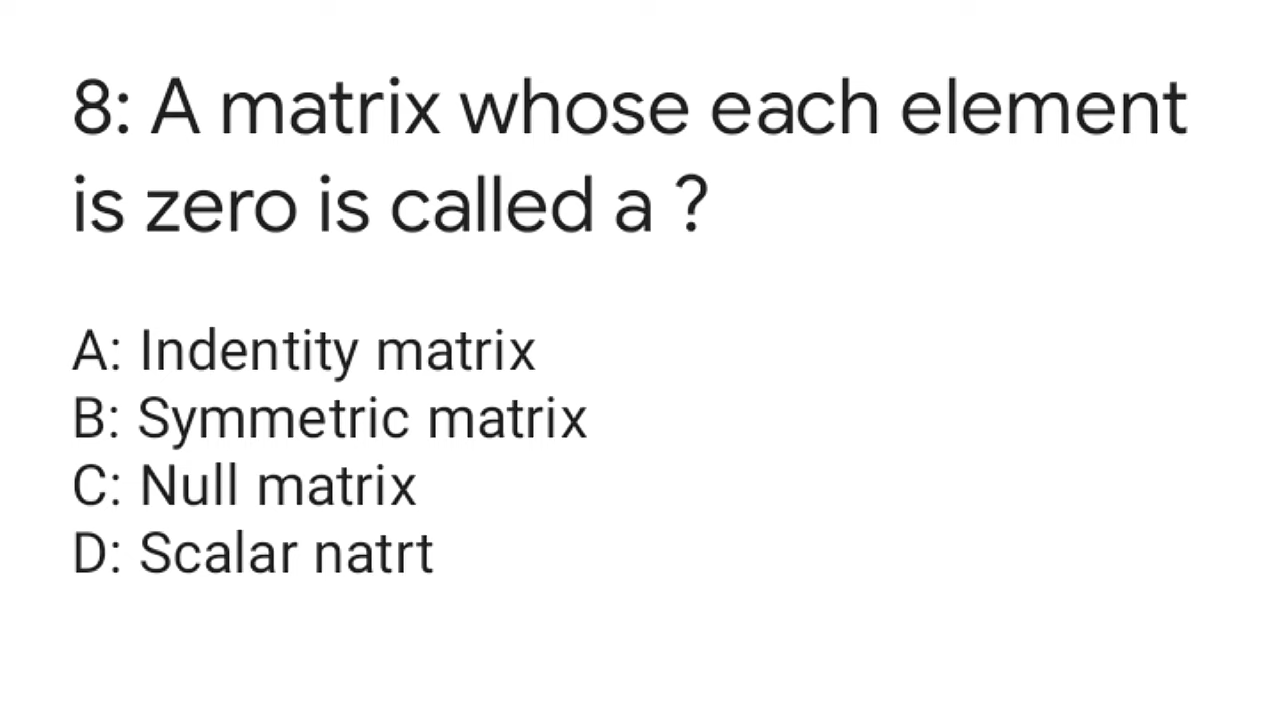 8: A matrix whose each element
is zero is called a ?
A: Indentity matrix
B: Symmetric matrix
C: Null matrix
D: Scalar natrt